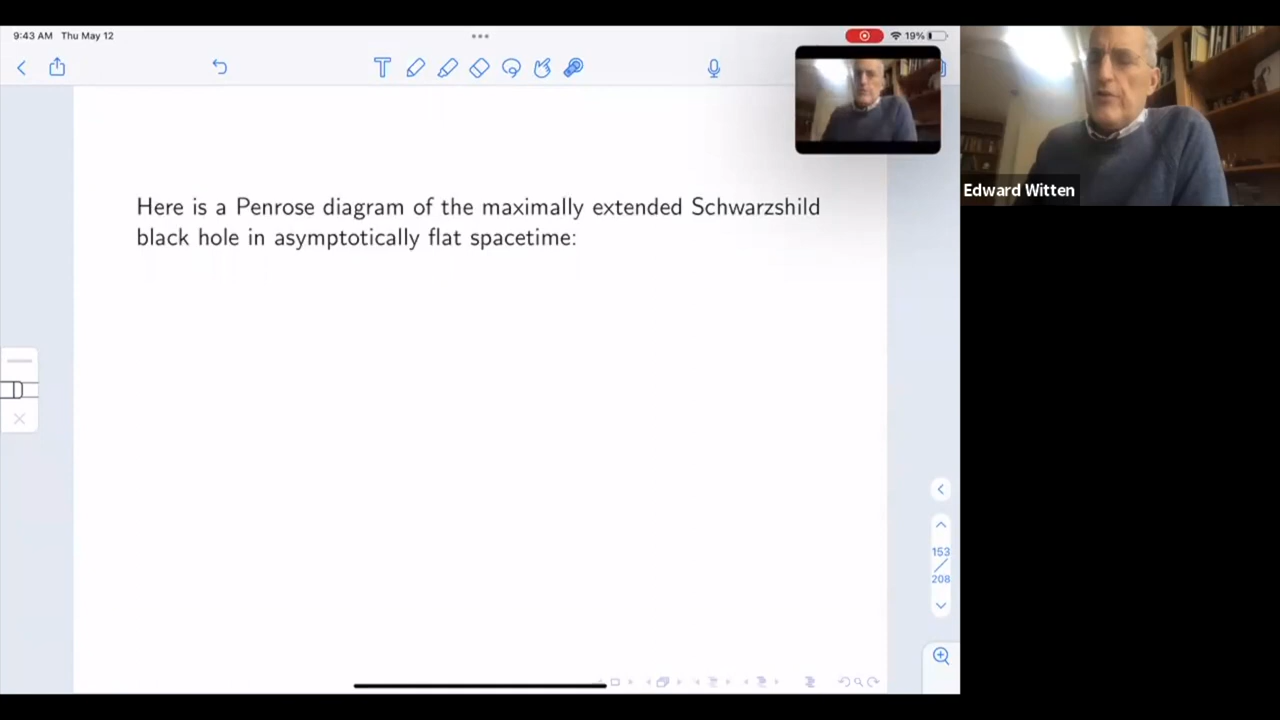 9:43 AM Thu May 12
19%
Here is a Penrose diagram of the maximally extended Schwarzshild
black hole in asymptotically flat spacetime:
Edward Witten
153
208